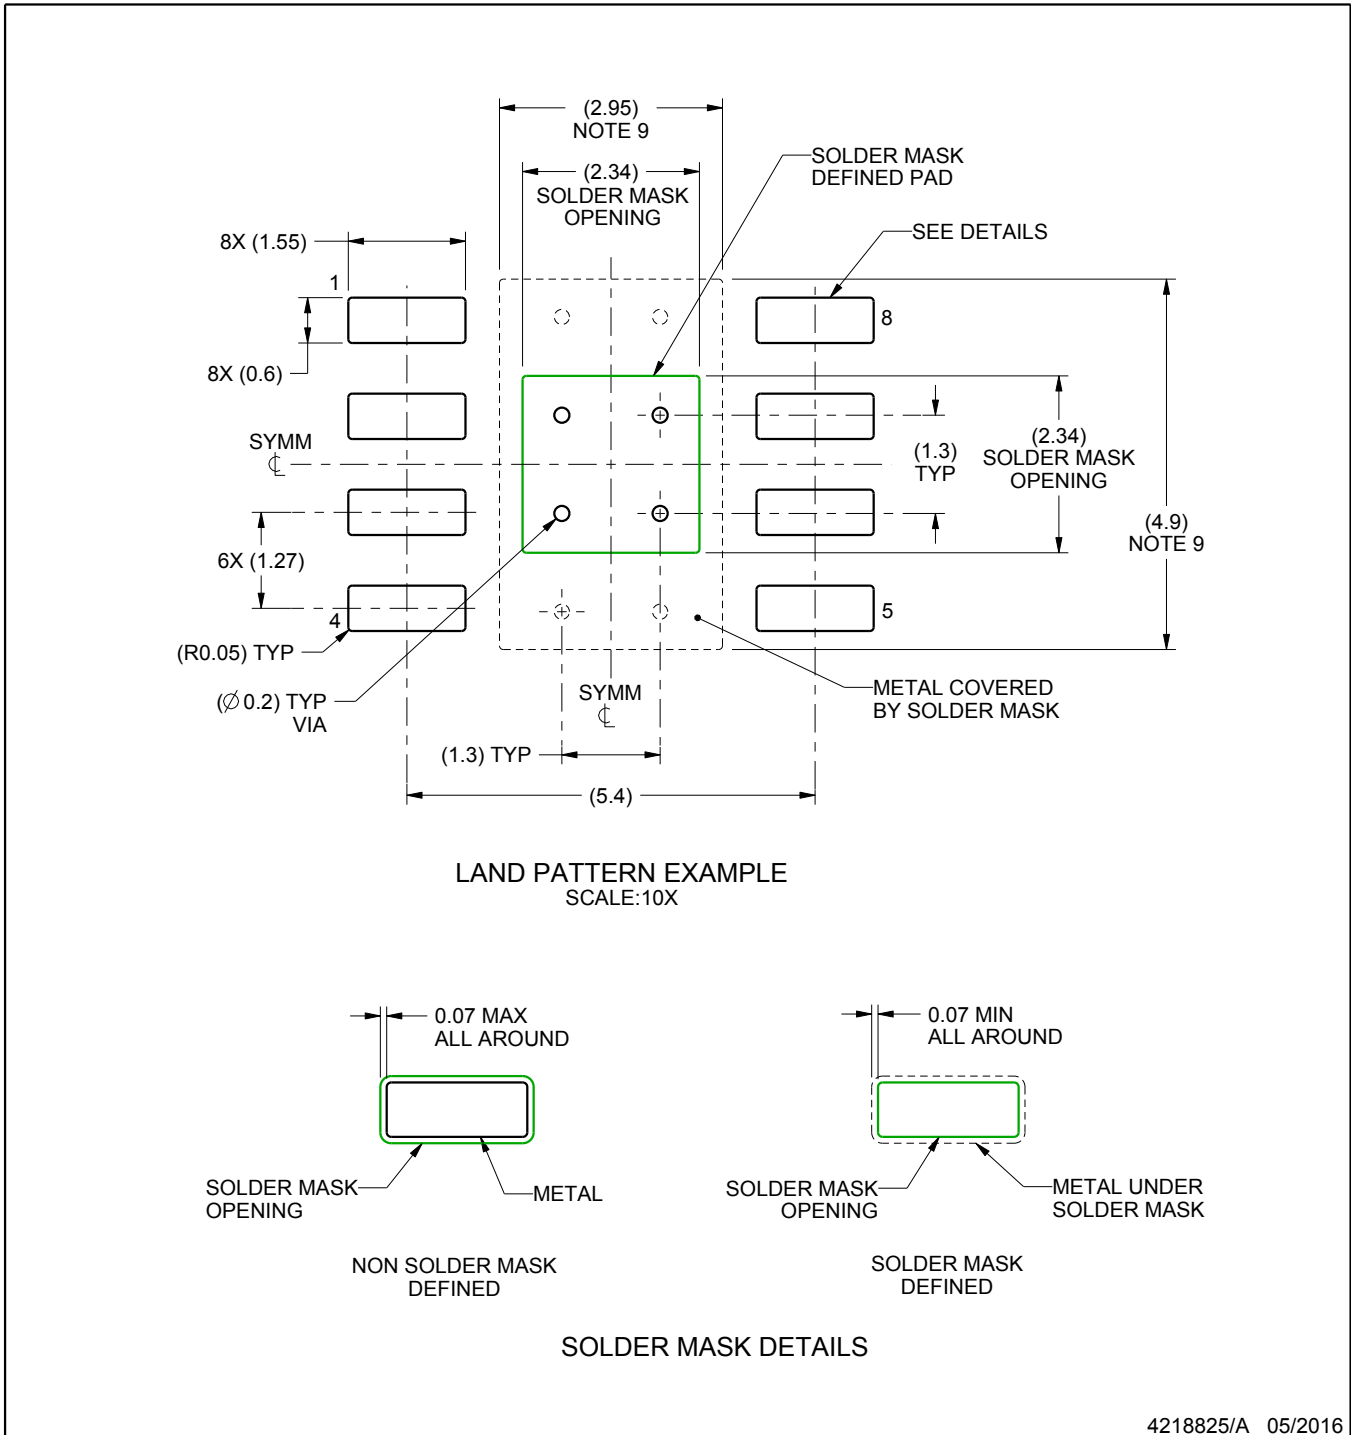 (2.95)
NOTE 9
SOLDER MASK
DEFINED PAD
(2.34)
SOLDER MASK
OPENING
SEE DETAILS
8X (1.55)
1
8
8X (0.6)
SYMM
℄
(1.3)
TYP
(2.34)
SOLDER MASK
OPENING
(4.9)
NOTE 9
6X (1.27)
4
5
(R0.05) TYP
(∅ 0.2) TYP
VIA
SYMM
℄
METAL COVERED
BY SOLDER MASK
(1.3) TYP
(5.4)
LAND PATTERN EXAMPLE
SCALE:10X
0.07 MAX
ALL AROUND
0.07 MIN
ALL AROUND
SOLDER MASK
OPENING
METAL
SOLDER MASK
OPENING
METAL UNDER
SOLDER MASK
NON SOLDER MASK
DEFINED
SOLDER MASK
DEFINED
SOLDER MASK DETAILS
4218825/A 05/2016